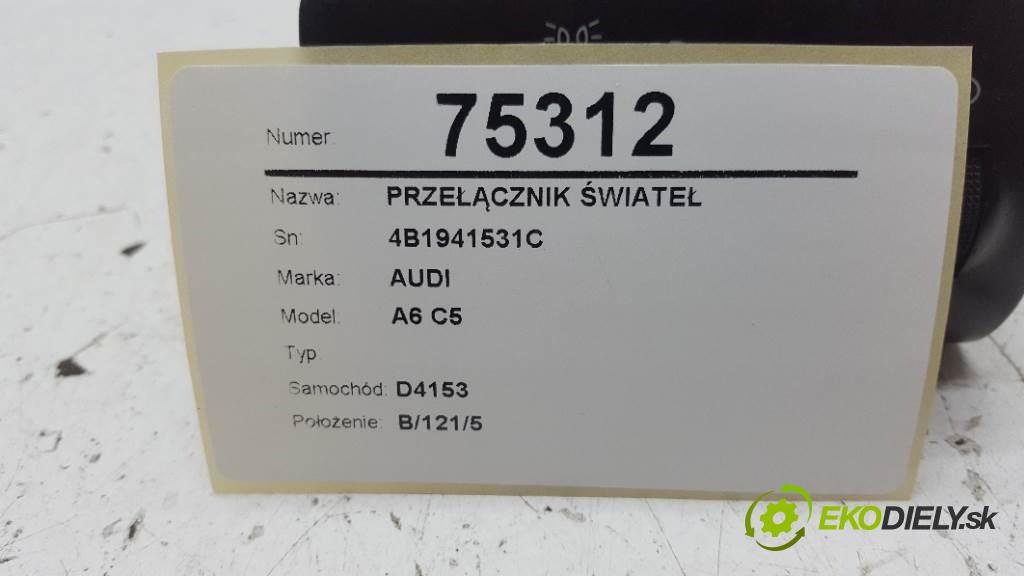 Numer: 75312
Nazwa: PRZEŁĄCZNIK ŚWIATEŁ
Sn: 4B1941531C
Marka: AUDI
Model: A6 C5
Typ
Samochód: D4153
Położenie: B/121/5
EKODIELY.sk